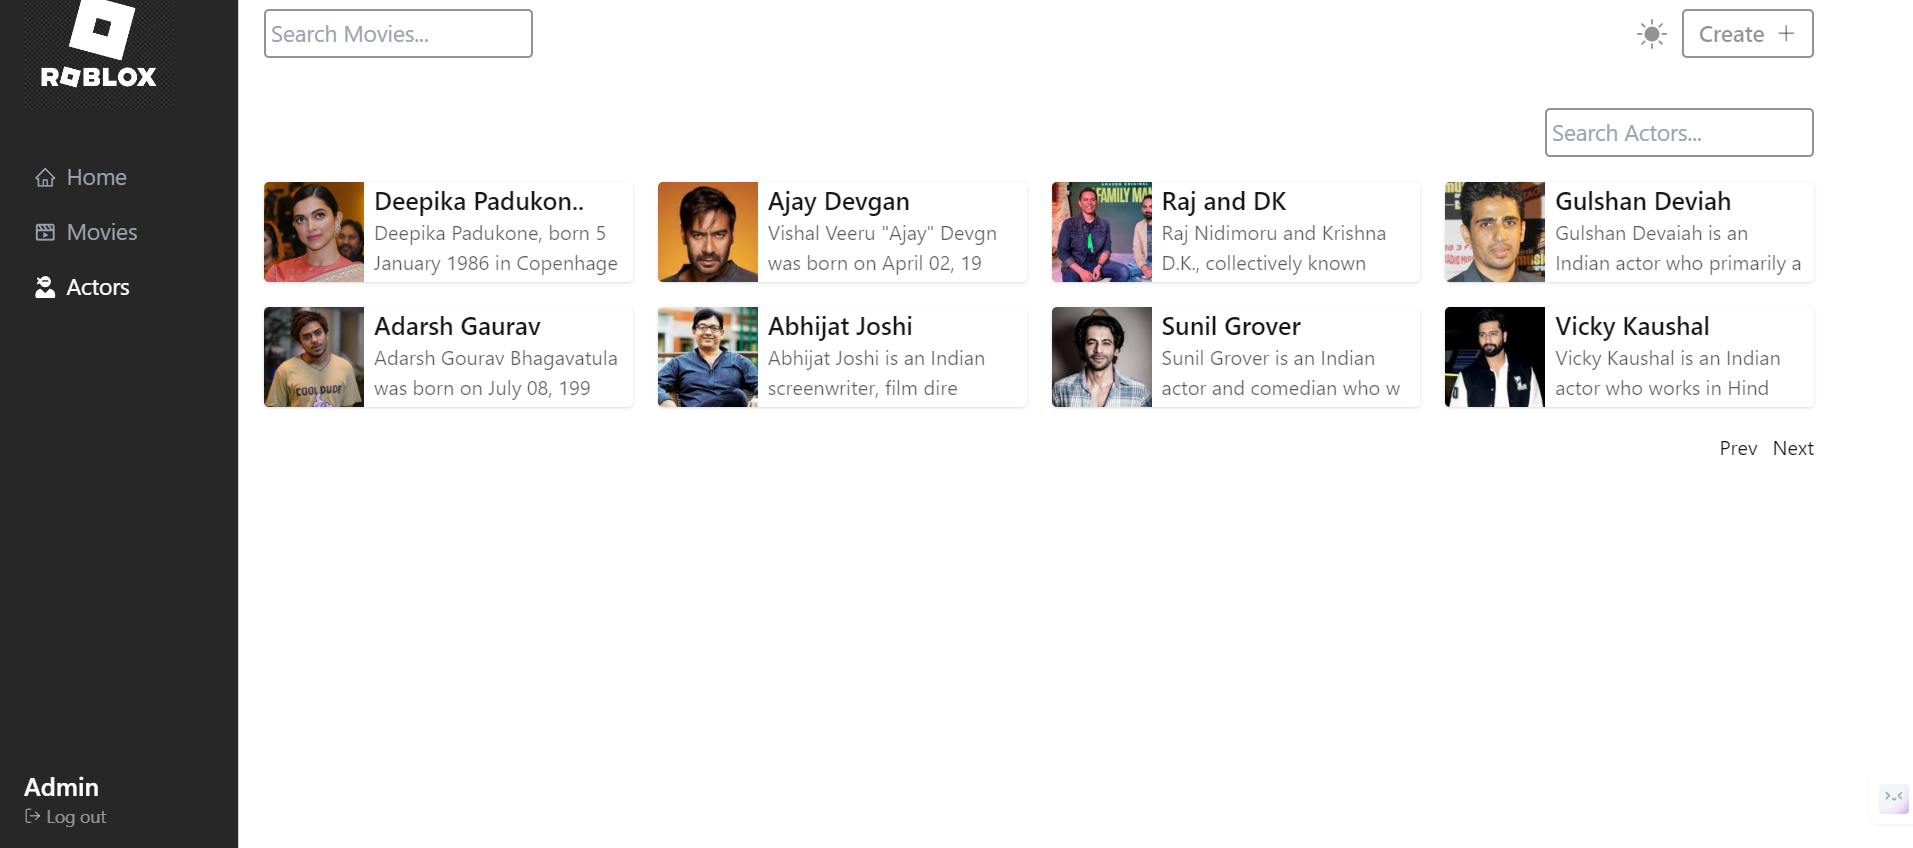 ROBLOX
Home
Movies
Actors
Admin
Log out
Search Movies...
Create +
Search Actors...
Deepika Padukon..
Deepika Padukone, born 5
January 1986 in Copenhage
Ajay Devgan
Vishal Veeru "Ajay" Devgn
was born on April 02, 19
FAMILY MAN
Raj and DK
Raj Nidimoru and Krishna
D.K., collectively known
Gulshan Deviah
Gulshan Devaiah is an
Indian actor who primarily a
COOL DUDE
Adarsh Gaurav
Adarsh Gourav Bhagavatula
was born on July 08, 199
Abhijat Joshi
Abhijat Joshi is an Indian
screenwriter, film dire
Sunil Grover
Sunil Grover is an Indian
actor and comedian who w
Vicky Kaushal
Vicky Kaushal is an Indian
actor who works in Hind
Prev Next